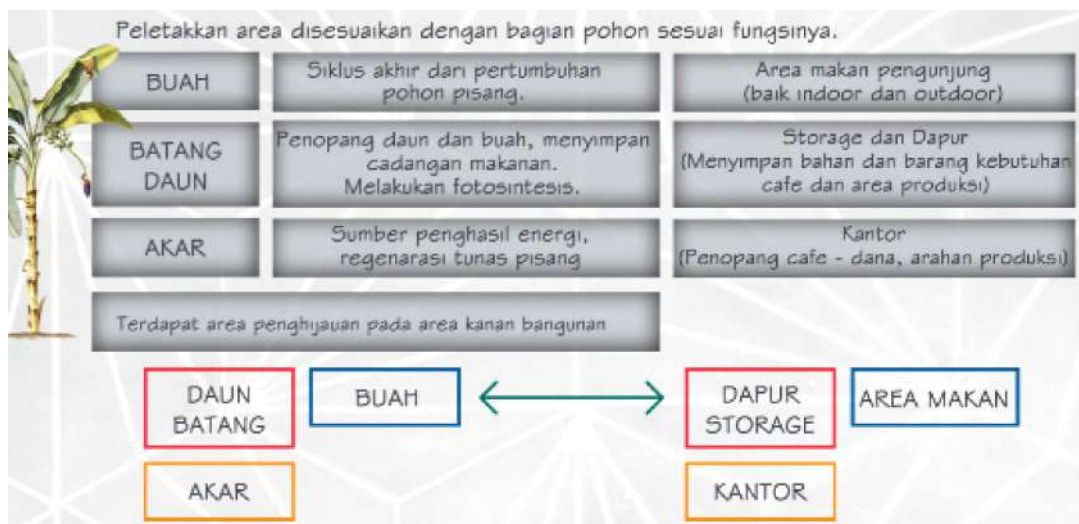 Peletakkan area disesuaikan dengan bagian pohon sesuai fungsinya.
BUAH
Siklus akhir dari pertumbuhan
pohon pisang.
Area makan pengunjung
(baik indoor dan outdoor)
BATANG
DAUN
Penopang daun dan buah, menyimpan
cadangan makanan.
Melakukan fotosintesis.
Storage dan Dapur
(Menyimpan bahan dan barang kebutuhan
cafe dan area produksi)
AKAR
Sumber penghasil energi,
regenarasi tunas pisang
Kantor
(Penopang cafe - dana, arahan produksi)
Terdapat area penghijauan pada area kanan bangunan
DAUN
BATANG
BUAH
DAPUR
STORAGE
AREA MAKAN
AKAR
KANTOR